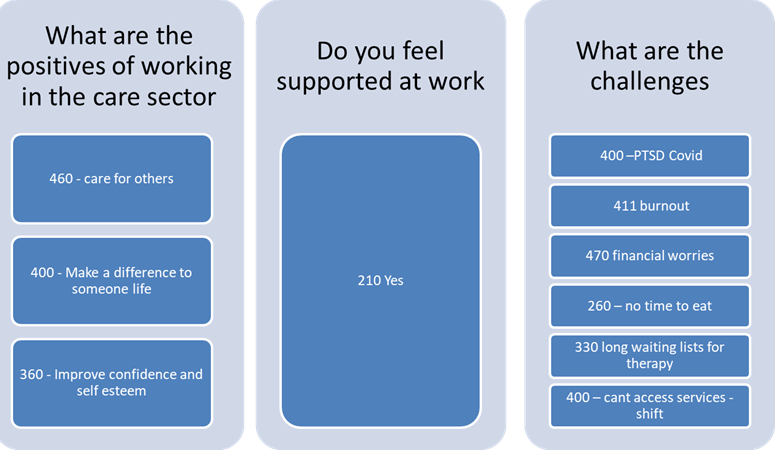 What are the
positives of working
in the care sector
460 - care for others
400 - Make a difference to
someone life
360 - Improve confidence and
self esteem
Do you feel
supported at work
210 Yes
What are the
challenges
400 –PTSD Covid
411 burnout
470 financial worries
260 – no time to eat
330 long waiting lists for
therapy
400 – cant access services -
shift